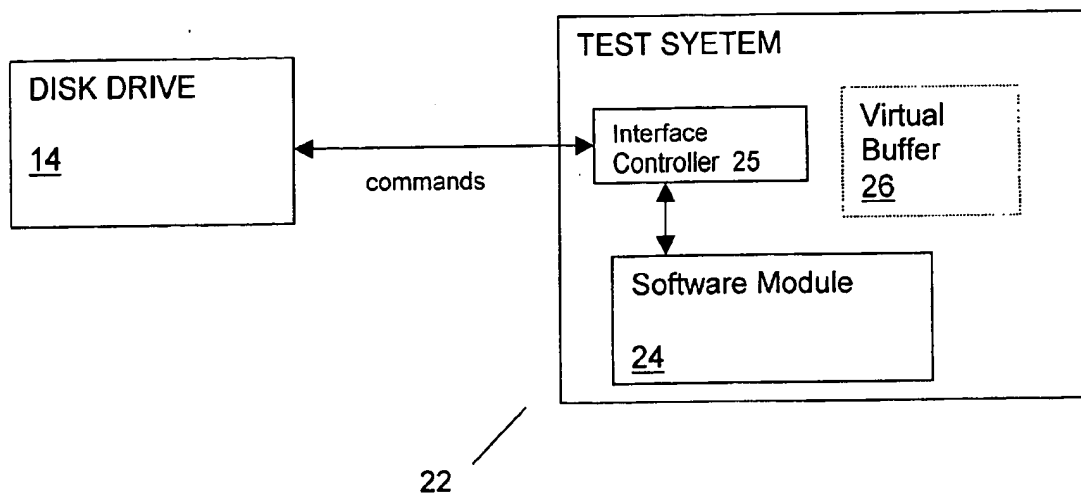 DISK DRIVE
14
commands
TEST SYETEM
Interface
Controller 25
Virtual
Buffer
26
Software Module
24
22